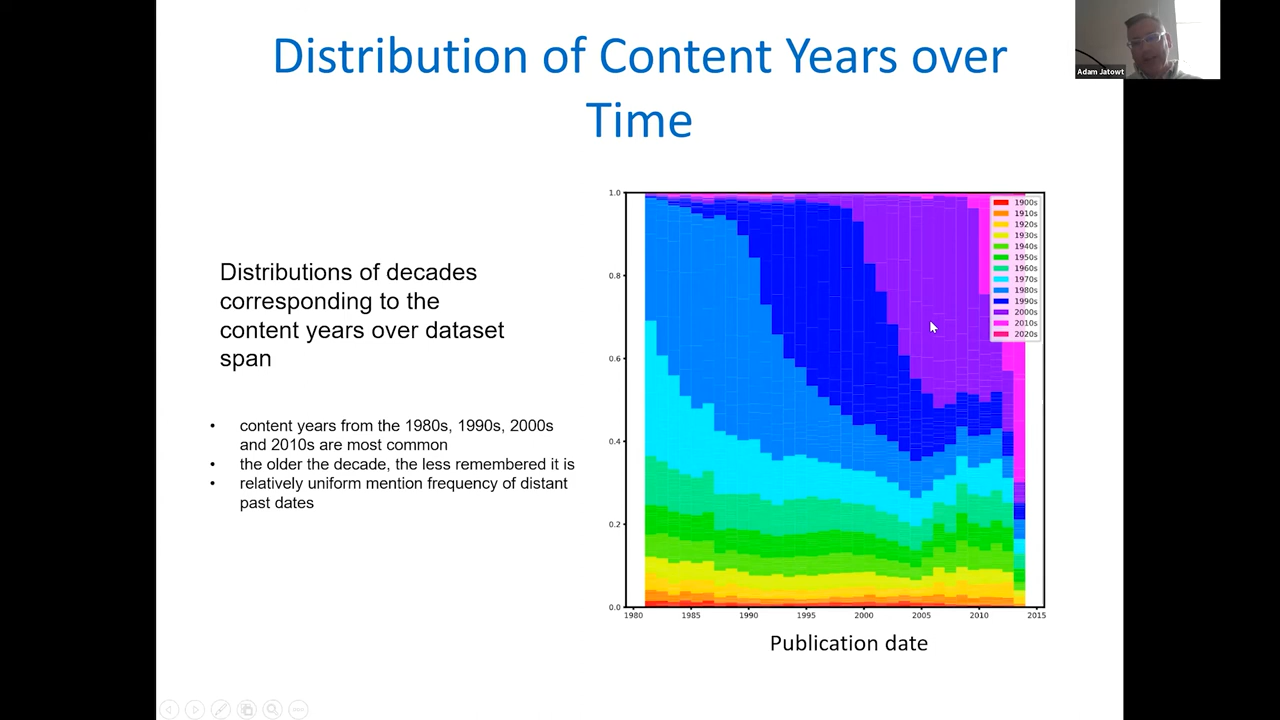 Distribution of Content Years over
Time
Adam Jatowt
Distributions of decades
corresponding to the
content years over dataset
span
• content years from the 1980s, 1990s, 2000s
and 2010s are most common
• the older the decade, the less remembered it is
• relatively uniform mention frequency of distant
past dates
1.0
0.8
0.6
0.4
0.2
0.0
1980 1985 1990 1995 2000 2005 2010 2015
1900s
1910s
1920s
1930s
1940s
1950s
1960s
1970s
1980s
1990s
2000s
2010s
2020s
Publication date